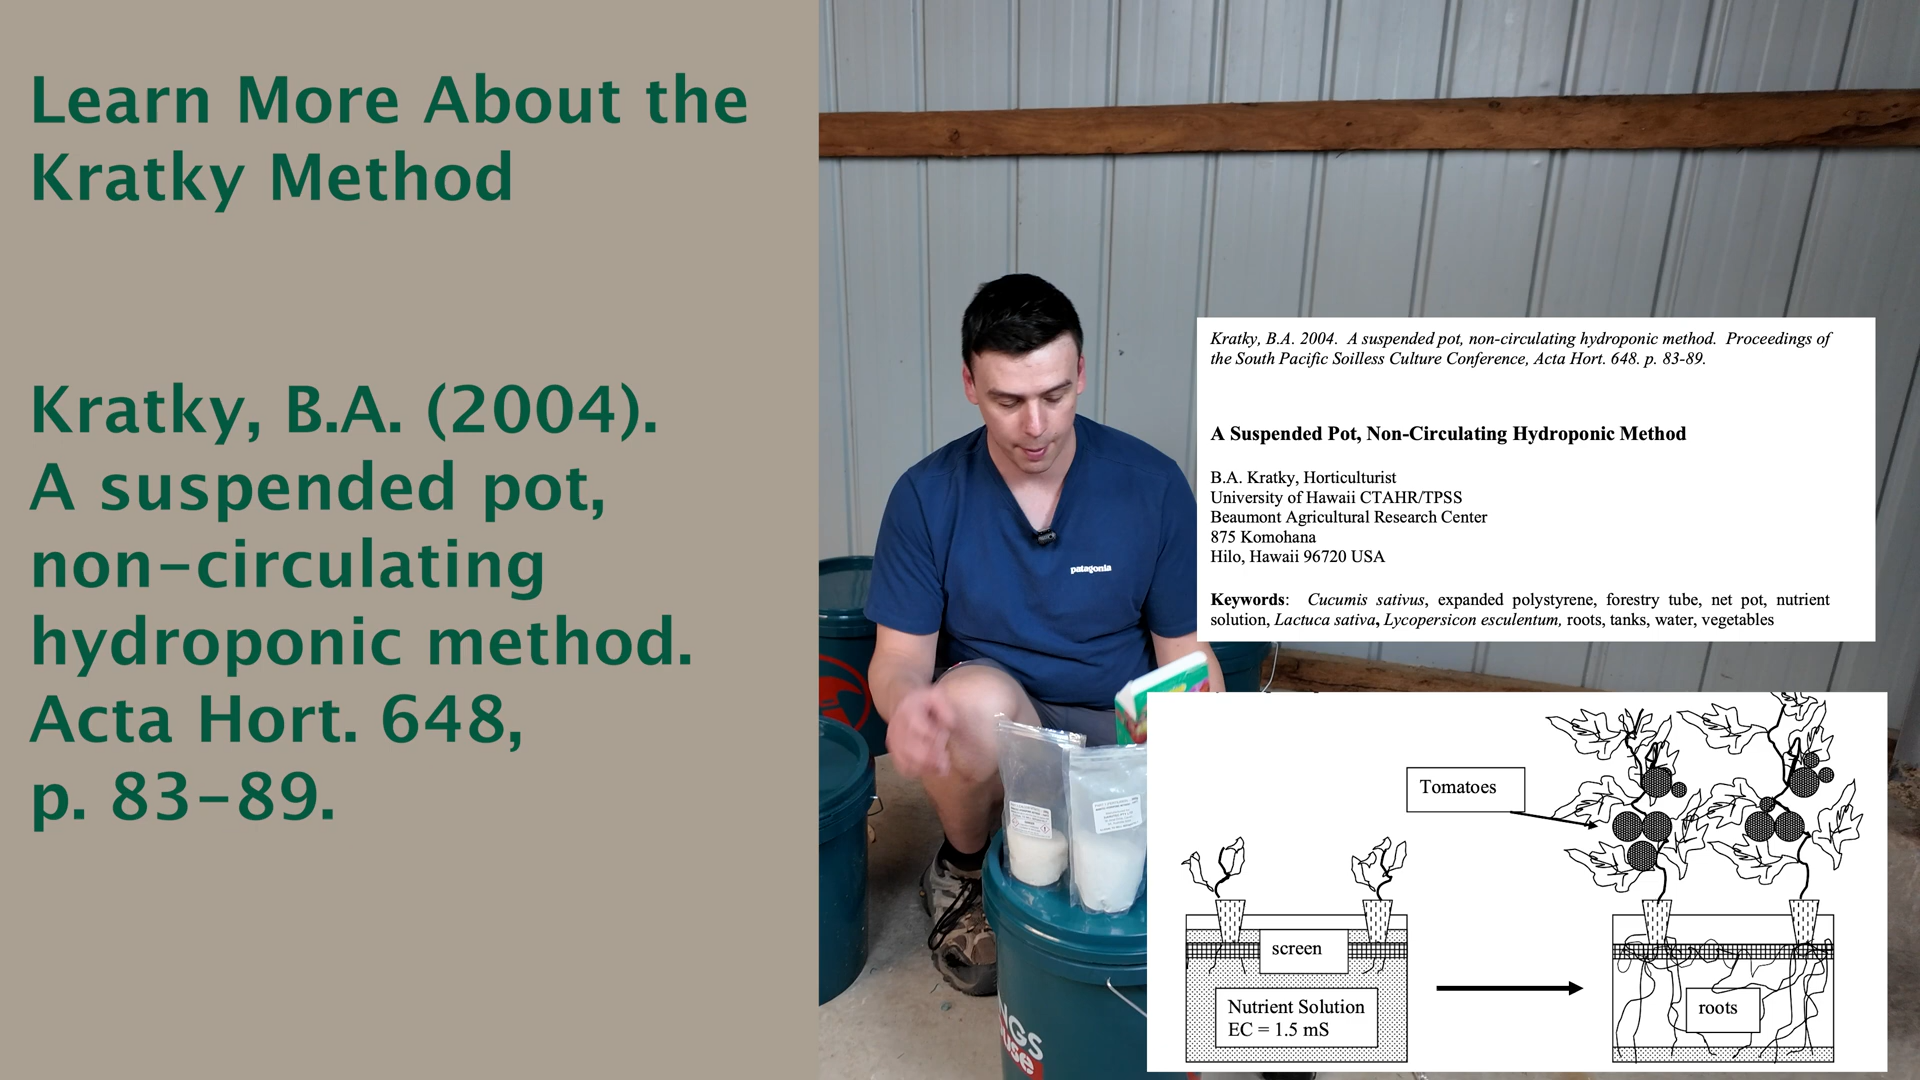 Learn More About the
Kratky Method
Kratky, B.A. (2004).
A suspended pot,
non-circulating
hydroponic method.
Acta Hort. 648,
p. 83-89.
Kratky, B.A. 2004. A suspended pot, non-circulating hydroponic method. Proceedings of
the South Pacific Soilless Culture Conference, Acta Hort. 648. p. 83-89.
A Suspended Pot, Non-Circulating Hydroponic Method
B.A. Kratky, Horticulturist
University of Hawaii CTAHR/TPSS
Beaumont Agricultural Research Center
875 Komohana
Hilo, Hawaii 96720 USA
Keywords: Cucumis sativus, expanded polystyrene, forestry tube, net pot, nutrient
solution, Lactuca sativa, Lycopersicon esculentum, roots, tanks, water, vegetables
patagonia
Tomatoes
screen
Nutrient Solution
EC = 1.5 mS
roots